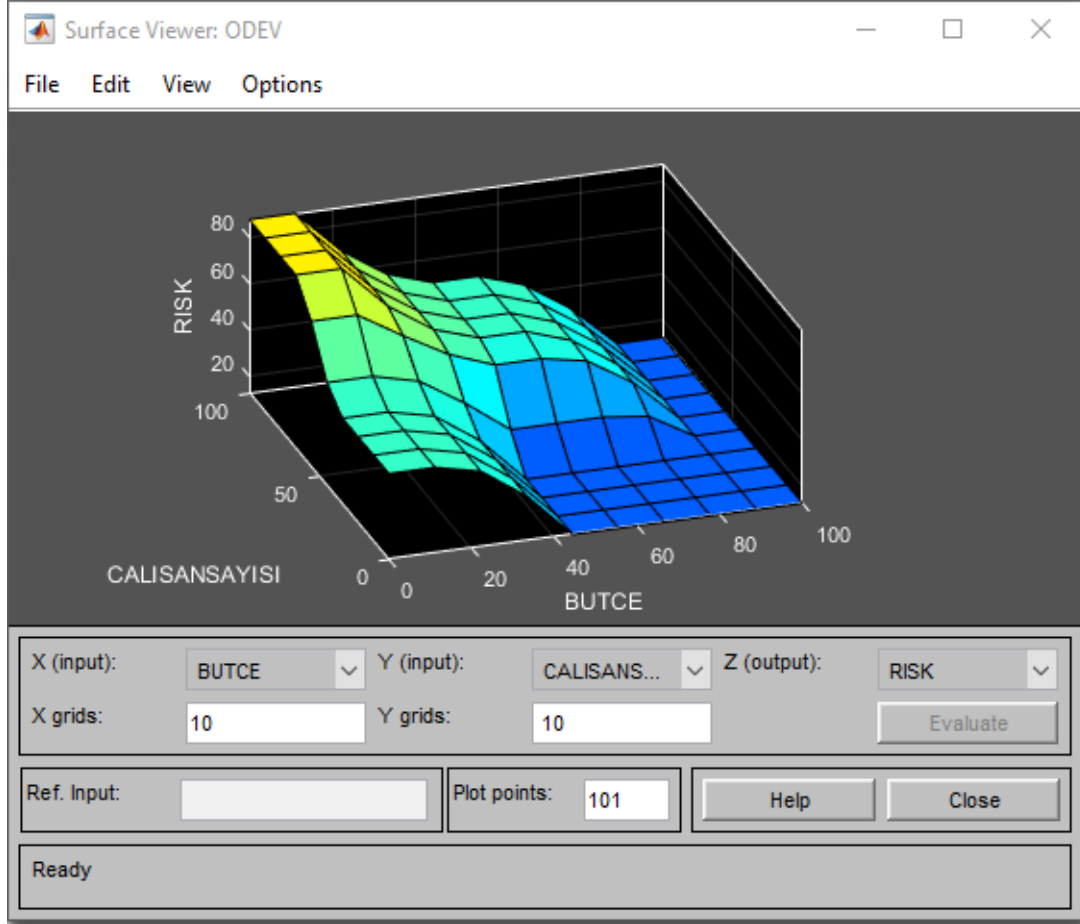 Surface Viewer: ODEV
File Edit View Options
80
60
40
20
RISK
100
50
0
CALISANSAYISI
0
20
40
60
80
100
BUTCE
X (input): BUTCE Y (input): CALISANS... Z (output): RISK
X grids: 10 Y grids: 10 Evaluate
Ref. Input: Plot points: 101 Help Close
Ready